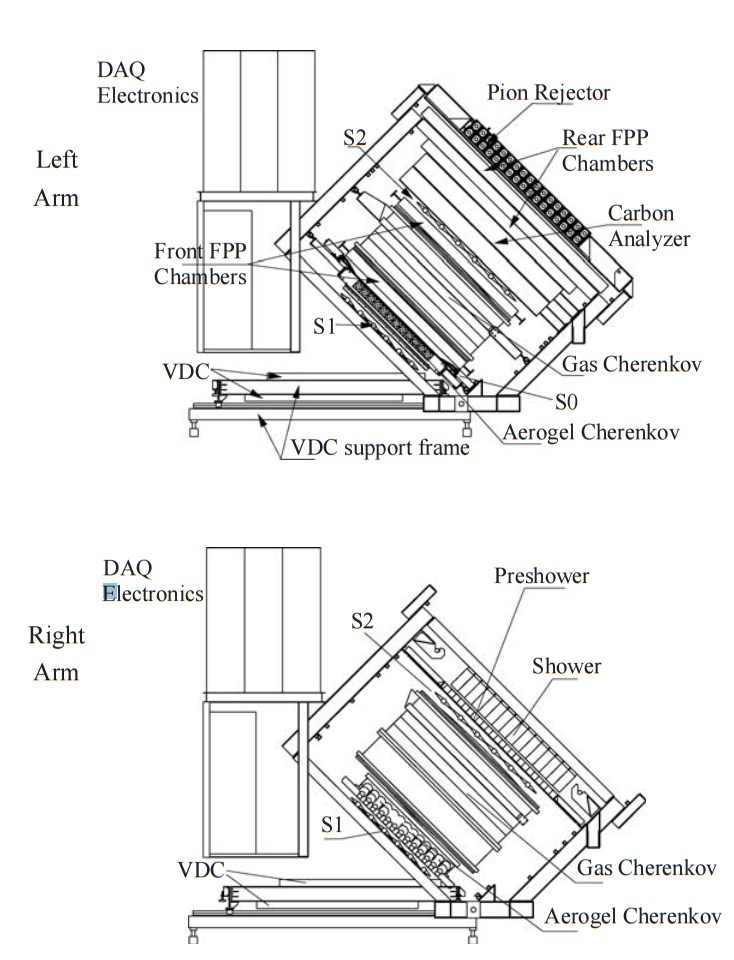 DAQ
Electronics
Pion Rejector
S2
Rear FPP
Chambers
Left
Arm
Carbon
Analyzer
Front FPP
Chambers
S1
Gas Cherenkov
VDC
S0
Aerogel Cherenkov
VDC support frame
DAQ
Electronics
Preshower
S2
Right
Arm
Shower
S1
Gas Cherenkov
VDC
Aerogel Cherenkov